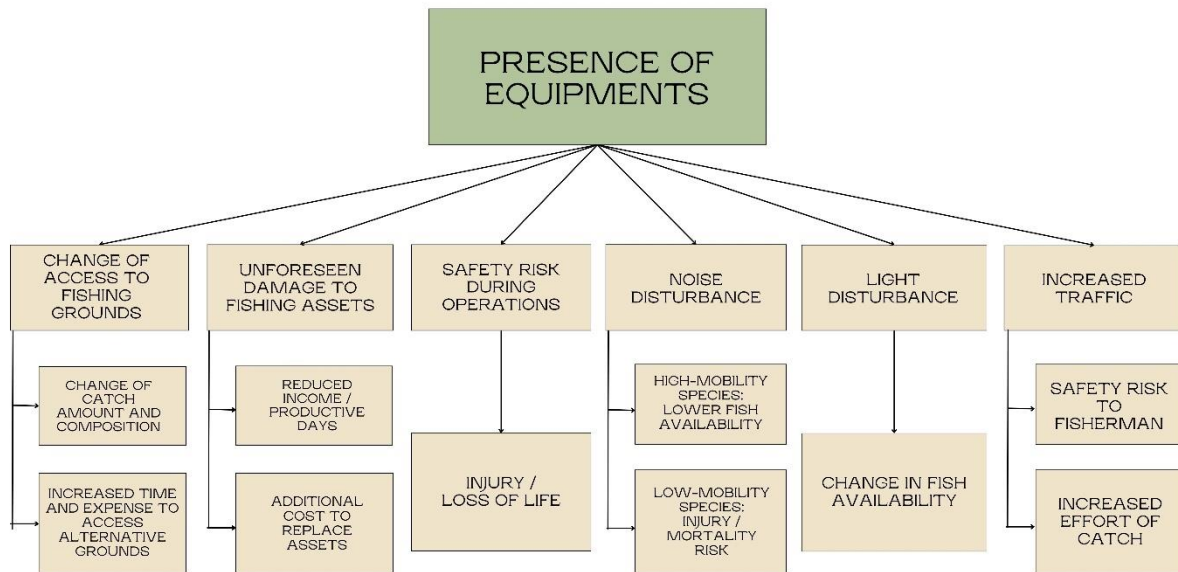 PRESENCE OF
EQUIPMENTS
CHANGE OF
ACCESS TO
FISHING
GROUNDS
UNFORESEEN
DAMAGE TO
FISHING ASSETS
SAFETY RISK
DURING
OPERATIONS
NOISE
DISTURBANCE
LIGHT
DISTURBANCE
INCREASED
TRAFFIC
CHANGE OF
CATCH
AMOUNT AND
COMPOSITION
REDUCED
INCOME /
PRODUCTIVE
DAYS
HIGH-MOBILITY
SPECIES:
LOWER FISH
AVAILABILITY
SAFETY RISK
TO
FISHERMAN
INJURY /
LOSS OF LIFE
CHANGE IN FISH
AVAILABILITY
INCREASED TIME
AND EXPENSE TO
ACCESS
ALTERNATIVE
GROUNDS
ADDITIONAL
COST TO
REPLACE
ASSETS
LOW-MOBILITY
SPECIES:
INJURY /
MORTALITY
RISK
INCREASED
EFFORT OF
CATCH